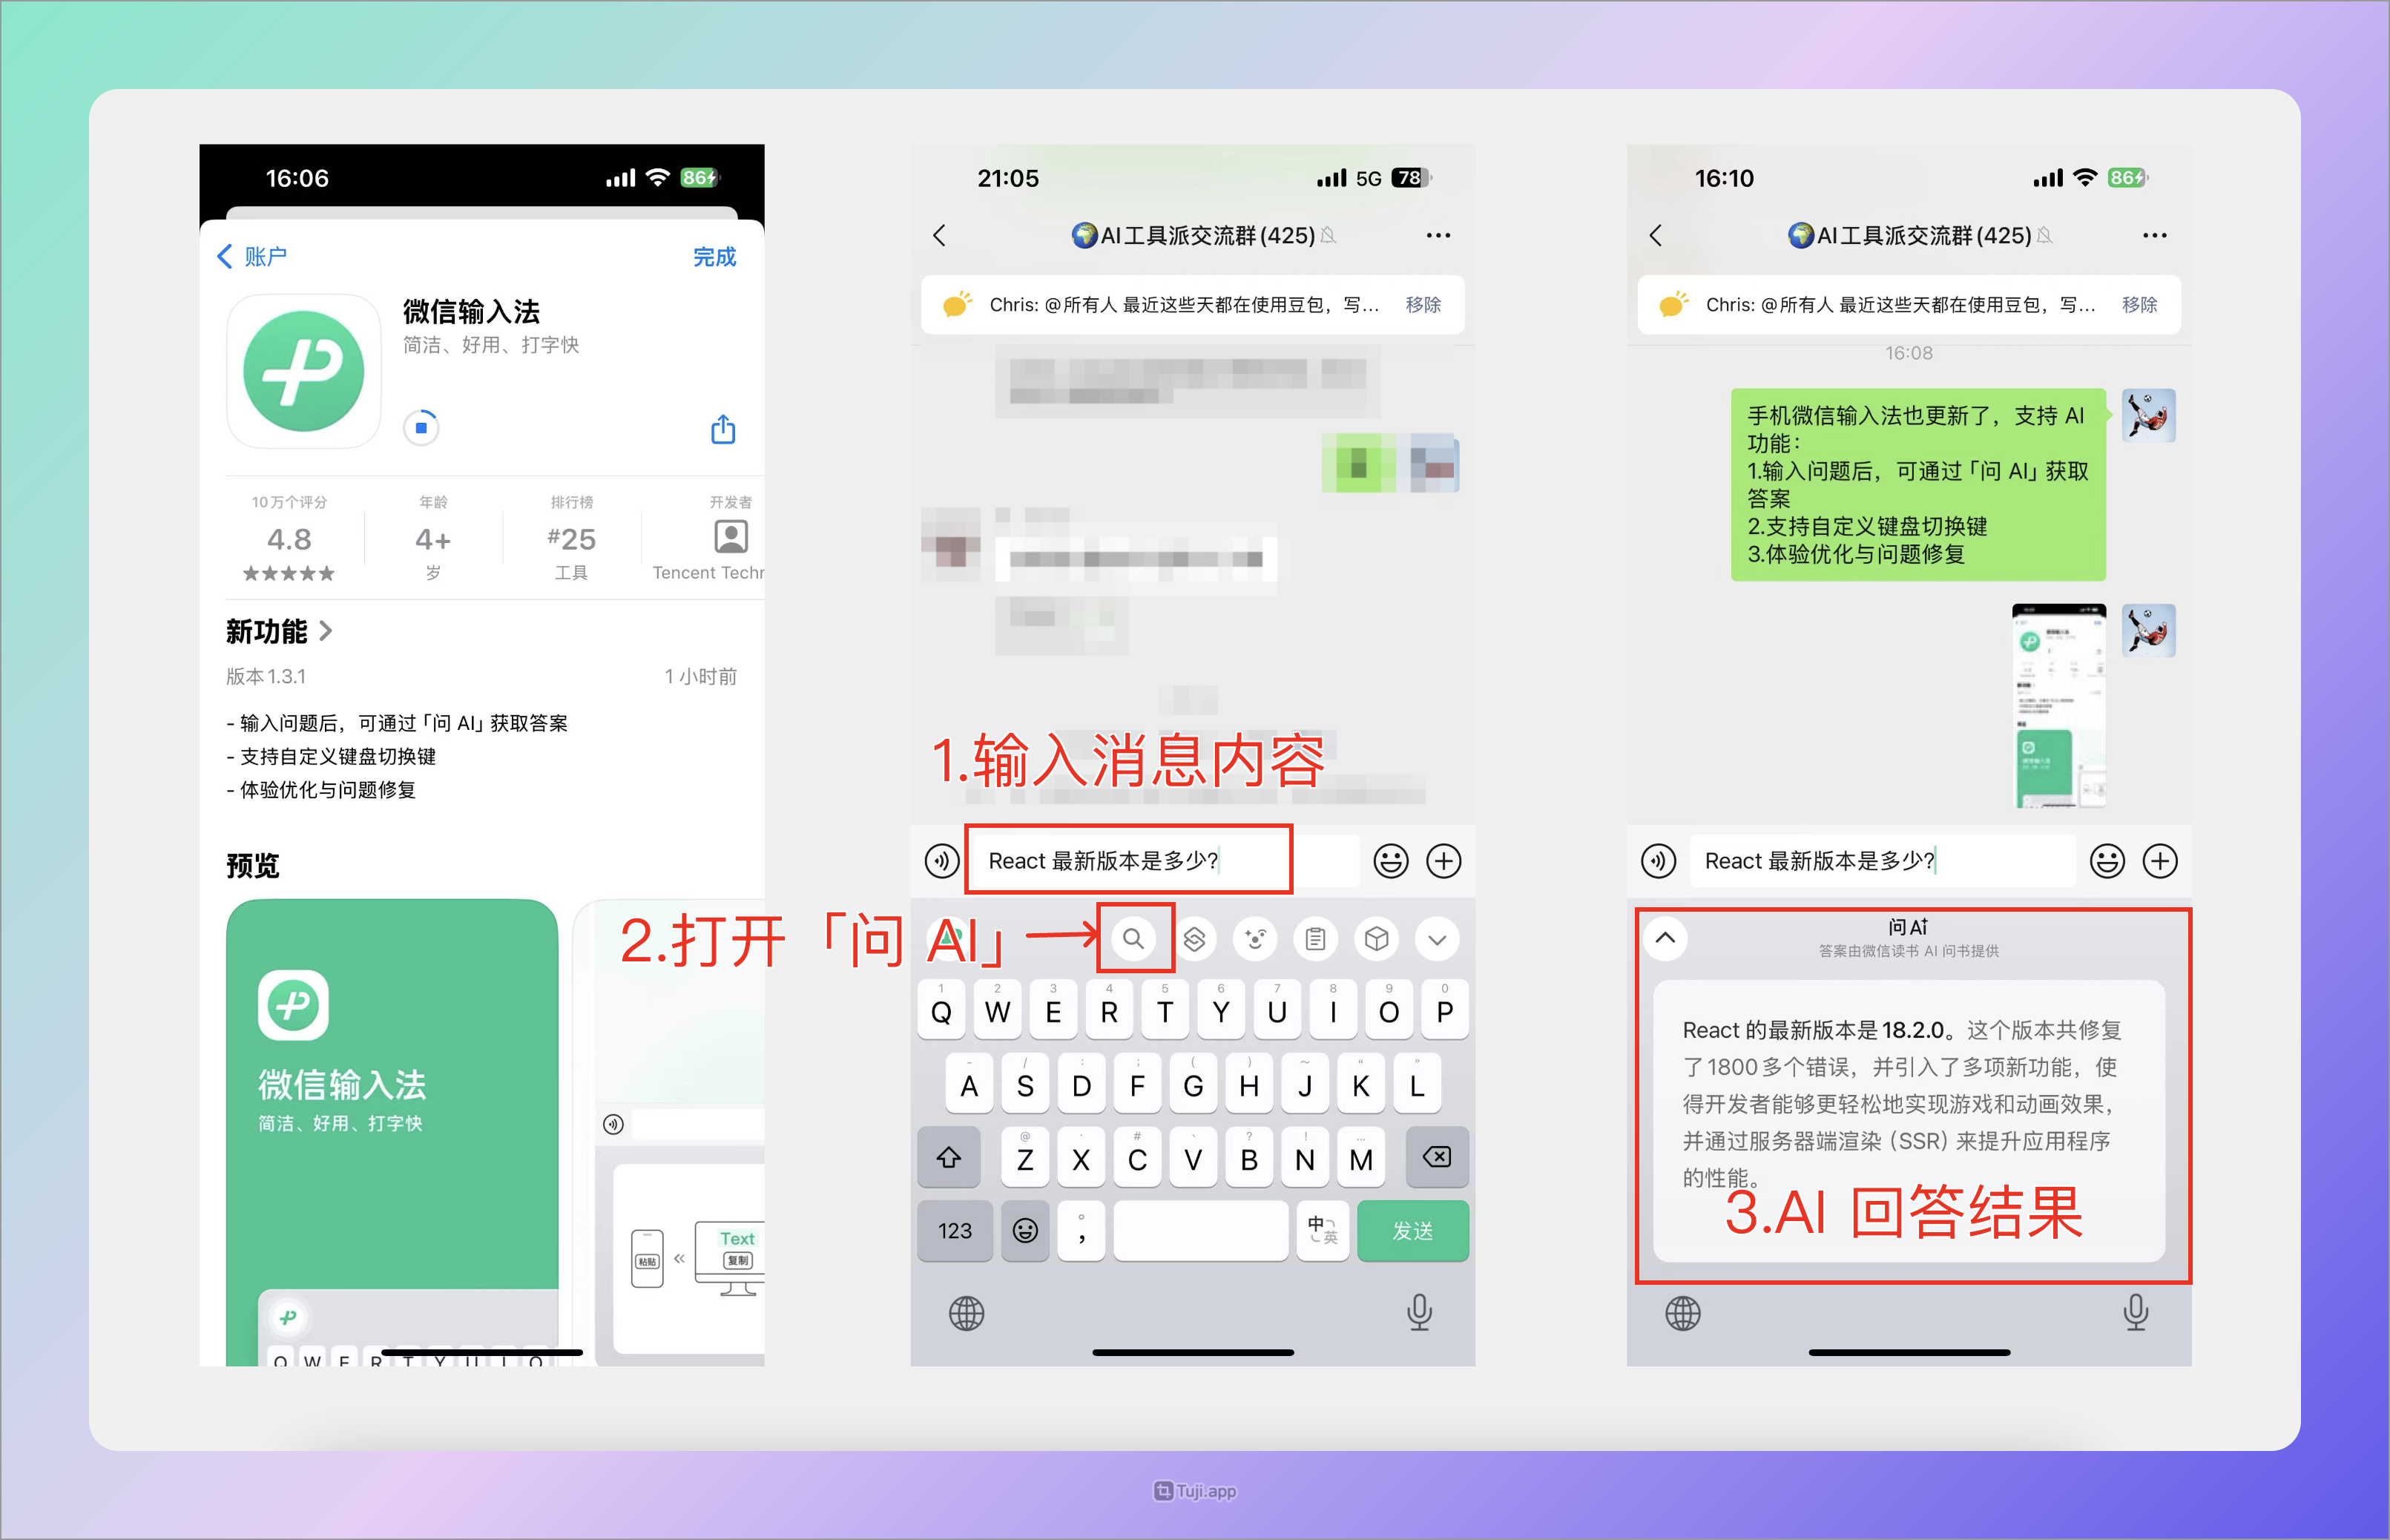 16:06
86
账户
完成
微信输入法
简洁、好用、打字快
10万个评分
4.8
★★★★★
年龄
4+
岁
排行榜
#25
工具
开发者
Tencent Techn
新功能
版本 1.3.1
1 小时前
- 输入问题后，可通过「问 AI」获取答案
- 支持自定义键盘切换键
- 体验优化与问题修复
预览
微信输入法
简洁、好用、打字快
粘贴
«
Text
复制
Q W E R T Y U I O
21:05
5G 78
AI工具派交流群(425)
Chris: @所有人 最近这些天都在使用豆包，写...
移除
1.输入消息内容
React 最新版本是多少?
2.打开「问 AI」
1 2 3 4 5 6 7 8 9 0
Q W E R T Y U I O P
- / : ; ( ) ~ “ ”
A S D F G H J K L
@ . # 、 ? ! …
Z X C V B N M
123
。
,
中
英
发送
16:10
86
AI工具派交流群(425)
Chris: @所有人 最近这些天都在使用豆包，写...
移除
16:08
手机微信输入法也更新了，支持 AI
功能：
1.输入问题后，可通过「问 AI」获取
答案
2.支持自定义键盘切换键
3.体验优化与问题修复
React 最新版本是多少?
问AI
答案由微信读书 AI 问书提供
React 的最新版本是 18.2.0。这个版本共修复
了 1800 多个错误，并引入了多项新功能，使
得开发者能够更轻松地实现游戏和动画效果，
并通过服务器端渲染（SSR）来提升应用程序
的性能。
3.AI 回答结果
Tuji.app